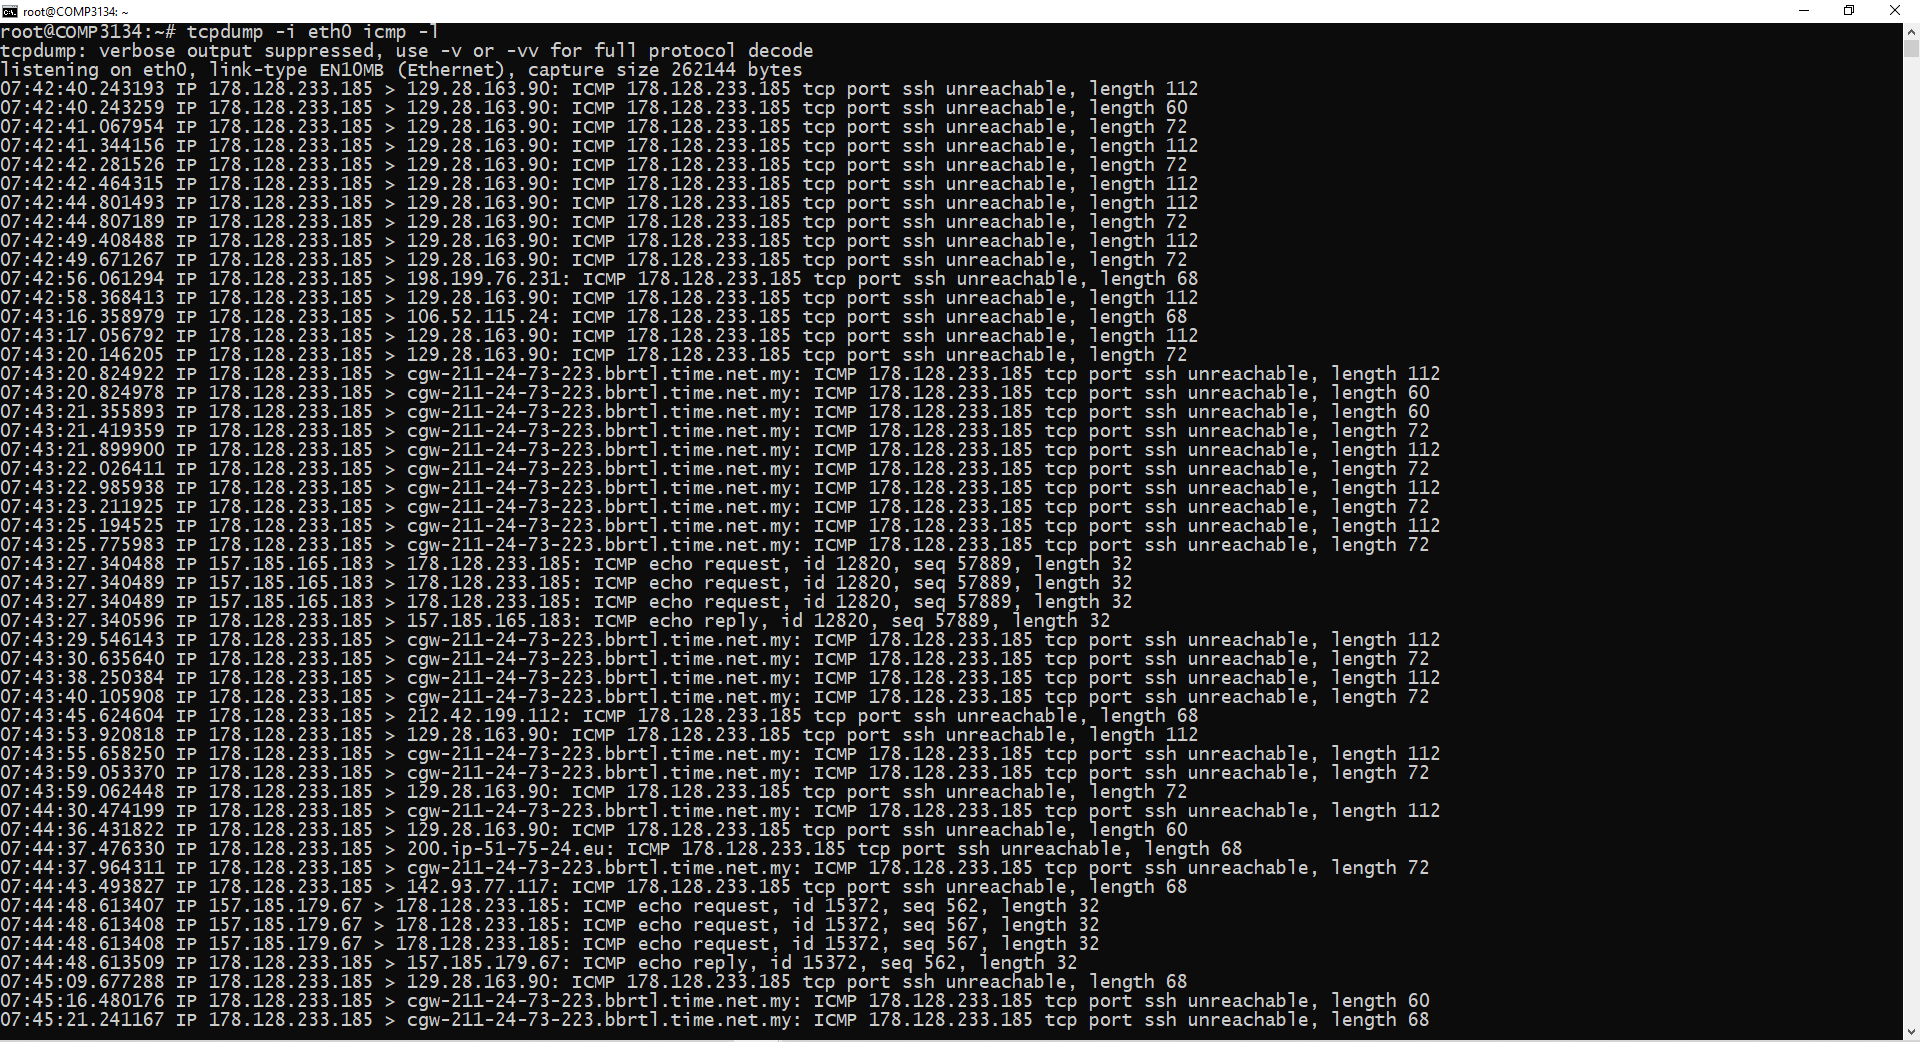 root@COMP3134: ~
root@COMP3134:~# tcpdump -i eth0 icmp -l
tcpdump: verbose output suppressed, use -v or -vv for full protocol decode
listening on eth0, link-type EN10MB (Ethernet), capture size 262144 bytes
07:42:40.243193 IP 178.128.233.185 > 129.28.163.90: ICMP 178.128.233.185 tcp port ssh unreachable, length 112
07:42:40.243259 IP 178.128.233.185 > 129.28.163.90: ICMP 178.128.233.185 tcp port ssh unreachable, length 60
07:42:41.067954 IP 178.128.233.185 > 129.28.163.90: ICMP 178.128.233.185 tcp port ssh unreachable, length 72
07:42:41.344156 IP 178.128.233.185 > 129.28.163.90: ICMP 178.128.233.185 tcp port ssh unreachable, length 112
07:42:42.281526 IP 178.128.233.185 > 129.28.163.90: ICMP 178.128.233.185 tcp port ssh unreachable, length 72
07:42:42.464315 IP 178.128.233.185 > 129.28.163.90: ICMP 178.128.233.185 tcp port ssh unreachable, length 112
07:42:44.801493 IP 178.128.233.185 > 129.28.163.90: ICMP 178.128.233.185 tcp port ssh unreachable, length 112
07:42:44.807189 IP 178.128.233.185 > 129.28.163.90: ICMP 178.128.233.185 tcp port ssh unreachable, length 72
07:42:49.408488 IP 178.128.233.185 > 129.28.163.90: ICMP 178.128.233.185 tcp port ssh unreachable, length 112
07:42:49.671267 IP 178.128.233.185 > 129.28.163.90: ICMP 178.128.233.185 tcp port ssh unreachable, length 72
07:42:56.061294 IP 178.128.233.185 > 198.199.76.231: ICMP 178.128.233.185 tcp port ssh unreachable, length 68
07:42:58.368413 IP 178.128.233.185 > 129.28.163.90: ICMP 178.128.233.185 tcp port ssh unreachable, length 112
07:43:16.358979 IP 178.128.233.185 > 106.52.115.24: ICMP 178.128.233.185 tcp port ssh unreachable, length 68
07:43:17.056792 IP 178.128.233.185 > 129.28.163.90: ICMP 178.128.233.185 tcp port ssh unreachable, length 112
07:43:20.146205 IP 178.128.233.185 > 129.28.163.90: ICMP 178.128.233.185 tcp port ssh unreachable, length 72
07:43:20.824922 IP 178.128.233.185 > cgw-211-24-73-223.bbrtl.time.net.my: ICMP 178.128.233.185 tcp port ssh unreachable, length 112
07:43:20.824978 IP 178.128.233.185 > cgw-211-24-73-223.bbrtl.time.net.my: ICMP 178.128.233.185 tcp port ssh unreachable, length 60
07:43:21.355893 IP 178.128.233.185 > cgw-211-24-73-223.bbrtl.time.net.my: ICMP 178.128.233.185 tcp port ssh unreachable, length 60
07:43:21.419359 IP 178.128.233.185 > cgw-211-24-73-223.bbrtl.time.net.my: ICMP 178.128.233.185 tcp port ssh unreachable, length 72
07:43:21.899900 IP 178.128.233.185 > cgw-211-24-73-223.bbrtl.time.net.my: ICMP 178.128.233.185 tcp port ssh unreachable, length 112
07:43:22.026411 IP 178.128.233.185 > cgw-211-24-73-223.bbrtl.time.net.my: ICMP 178.128.233.185 tcp port ssh unreachable, length 72
07:43:22.985938 IP 178.128.233.185 > cgw-211-24-73-223.bbrtl.time.net.my: ICMP 178.128.233.185 tcp port ssh unreachable, length 112
07:43:23.211925 IP 178.128.233.185 > cgw-211-24-73-223.bbrtl.time.net.my: ICMP 178.128.233.185 tcp port ssh unreachable, length 72
07:43:25.194525 IP 178.128.233.185 > cgw-211-24-73-223.bbrtl.time.net.my: ICMP 178.128.233.185 tcp port ssh unreachable, length 112
07:43:25.775983 IP 178.128.233.185 > cgw-211-24-73-223.bbrtl.time.net.my: ICMP 178.128.233.185 tcp port ssh unreachable, length 72
07:43:27.340488 IP 157.185.165.183 > 178.128.233.185: ICMP echo request, id 12820, seq 57889, length 32
07:43:27.340489 IP 157.185.165.183 > 178.128.233.185: ICMP echo request, id 12820, seq 57889, length 32
07:43:27.340489 IP 157.185.165.183 > 178.128.233.185: ICMP echo request, id 12820, seq 57889, length 32
07:43:27.340596 IP 178.128.233.185 > 157.185.165.183: ICMP echo reply, id 12820, seq 57889, length 32
07:43:29.546143 IP 178.128.233.185 > cgw-211-24-73-223.bbrtl.time.net.my: ICMP 178.128.233.185 tcp port ssh unreachable, length 112
07:43:30.635640 IP 178.128.233.185 > cgw-211-24-73-223.bbrtl.time.net.my: ICMP 178.128.233.185 tcp port ssh unreachable, length 72
07:43:38.250384 IP 178.128.233.185 > cgw-211-24-73-223.bbrtl.time.net.my: ICMP 178.128.233.185 tcp port ssh unreachable, length 112
07:43:40.105908 IP 178.128.233.185 > cgw-211-24-73-223.bbrtl.time.net.my: ICMP 178.128.233.185 tcp port ssh unreachable, length 72
07:43:45.624604 IP 178.128.233.185 > 212.42.199.112: ICMP 178.128.233.185 tcp port ssh unreachable, length 68
07:43:53.920818 IP 178.128.233.185 > 129.28.163.90: ICMP 178.128.233.185 tcp port ssh unreachable, length 112
07:43:55.658250 IP 178.128.233.185 > cgw-211-24-73-223.bbrtl.time.net.my: ICMP 178.128.233.185 tcp port ssh unreachable, length 112
07:43:59.053370 IP 178.128.233.185 > cgw-211-24-73-223.bbrtl.time.net.my: ICMP 178.128.233.185 tcp port ssh unreachable, length 72
07:43:59.062448 IP 178.128.233.185 > 129.28.163.90: ICMP 178.128.233.185 tcp port ssh unreachable, length 72
07:44:30.474199 IP 178.128.233.185 > cgw-211-24-73-223.bbrtl.time.net.my: ICMP 178.128.233.185 tcp port ssh unreachable, length 112
07:44:36.431822 IP 178.128.233.185 > 129.28.163.90: ICMP 178.128.233.185 tcp port ssh unreachable, length 60
07:44:37.476330 IP 178.128.233.185 > 200.ip-51-75-24.eu: ICMP 178.128.233.185 tcp port ssh unreachable, length 68
07:44:37.964311 IP 178.128.233.185 > cgw-211-24-73-223.bbrtl.time.net.my: ICMP 178.128.233.185 tcp port ssh unreachable, length 72
07:44:43.493827 IP 178.128.233.185 > 142.93.77.117: ICMP 178.128.233.185 tcp port ssh unreachable, length 68
07:44:48.613407 IP 157.185.179.67 > 178.128.233.185: ICMP echo request, id 15372, seq 562, length 32
07:44:48.613408 IP 157.185.179.67 > 178.128.233.185: ICMP echo request, id 15372, seq 567, length 32
07:44:48.613408 IP 157.185.179.67 > 178.128.233.185: ICMP echo request, id 15372, seq 567, length 32
07:44:48.613509 IP 178.128.233.185 > 157.185.179.67: ICMP echo reply, id 15372, seq 562, length 32
07:45:09.677288 IP 178.128.233.185 > 129.28.163.90: ICMP 178.128.233.185 tcp port ssh unreachable, length 68
07:45:16.480176 IP 178.128.233.185 > cgw-211-24-73-223.bbrtl.time.net.my: ICMP 178.128.233.185 tcp port ssh unreachable, length 60
07:45:21.241167 IP 178.128.233.185 > cgw-211-24-73-223.bbrtl.time.net.my: ICMP 178.128.233.185 tcp port ssh unreachable, length 68